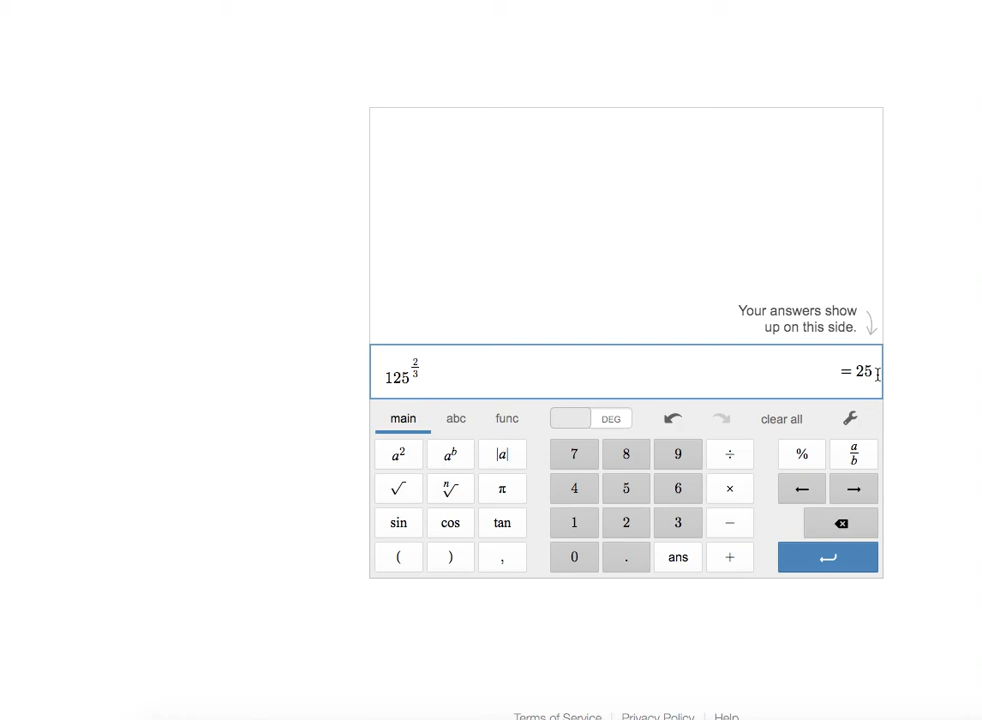 Your answers show
up on this side.
125^{2/3} = 25
main abc func DEG clear all
a² a^b |a| 7 8 9 ÷ % a/b
√ ⁿ√ π 4 5 6 × ← →
sin cos tan 1 2 3 −
( ) , 0 . ans +
Terms of Service | Privacy Policy | Help